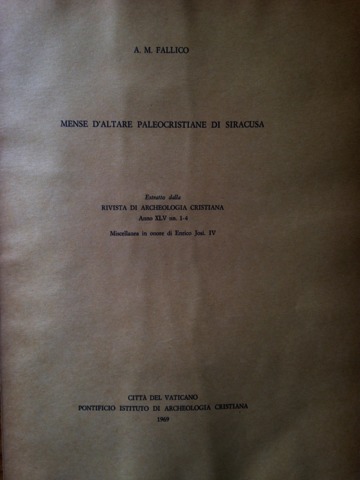 A. M. FALLICO
MENSE D'ALTARE PALEOCRISTIANE DI SIRACUSA
Estratto dalla
RIVISTA DI ARCHEOLOGIA CRISTIANA
Anno XLV nn. 1-4
Miscellanea in onore di Enrico Josi. IV
CITTÀ DEL VATICANO
PONTIFICIO ISTITUTO DI ARCHEOLOGIA CRISTIANA
1969